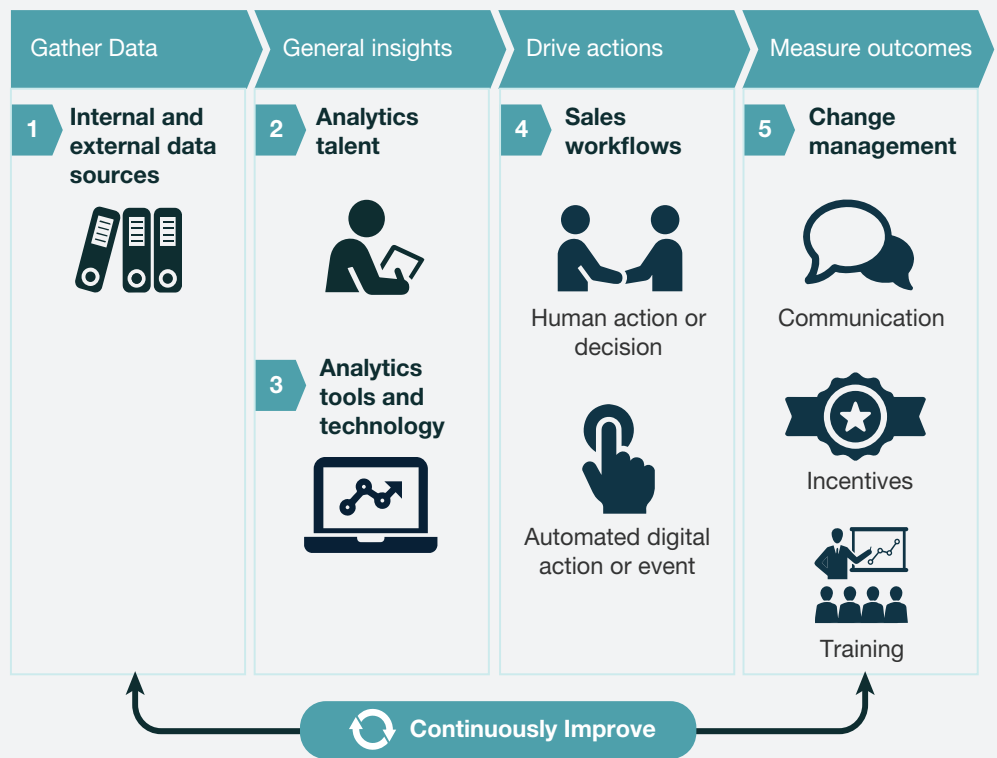 Gather Data
General insights
Drive actions
Measure outcomes
1
Internal and
external data
sources
2
Analytics
talent
3
Analytics
tools and
technology
4
Sales
workflows
Human action or
decision
Automated digital
action or event
5
Change
management
Communication
Incentives
Training
Continuously Improve